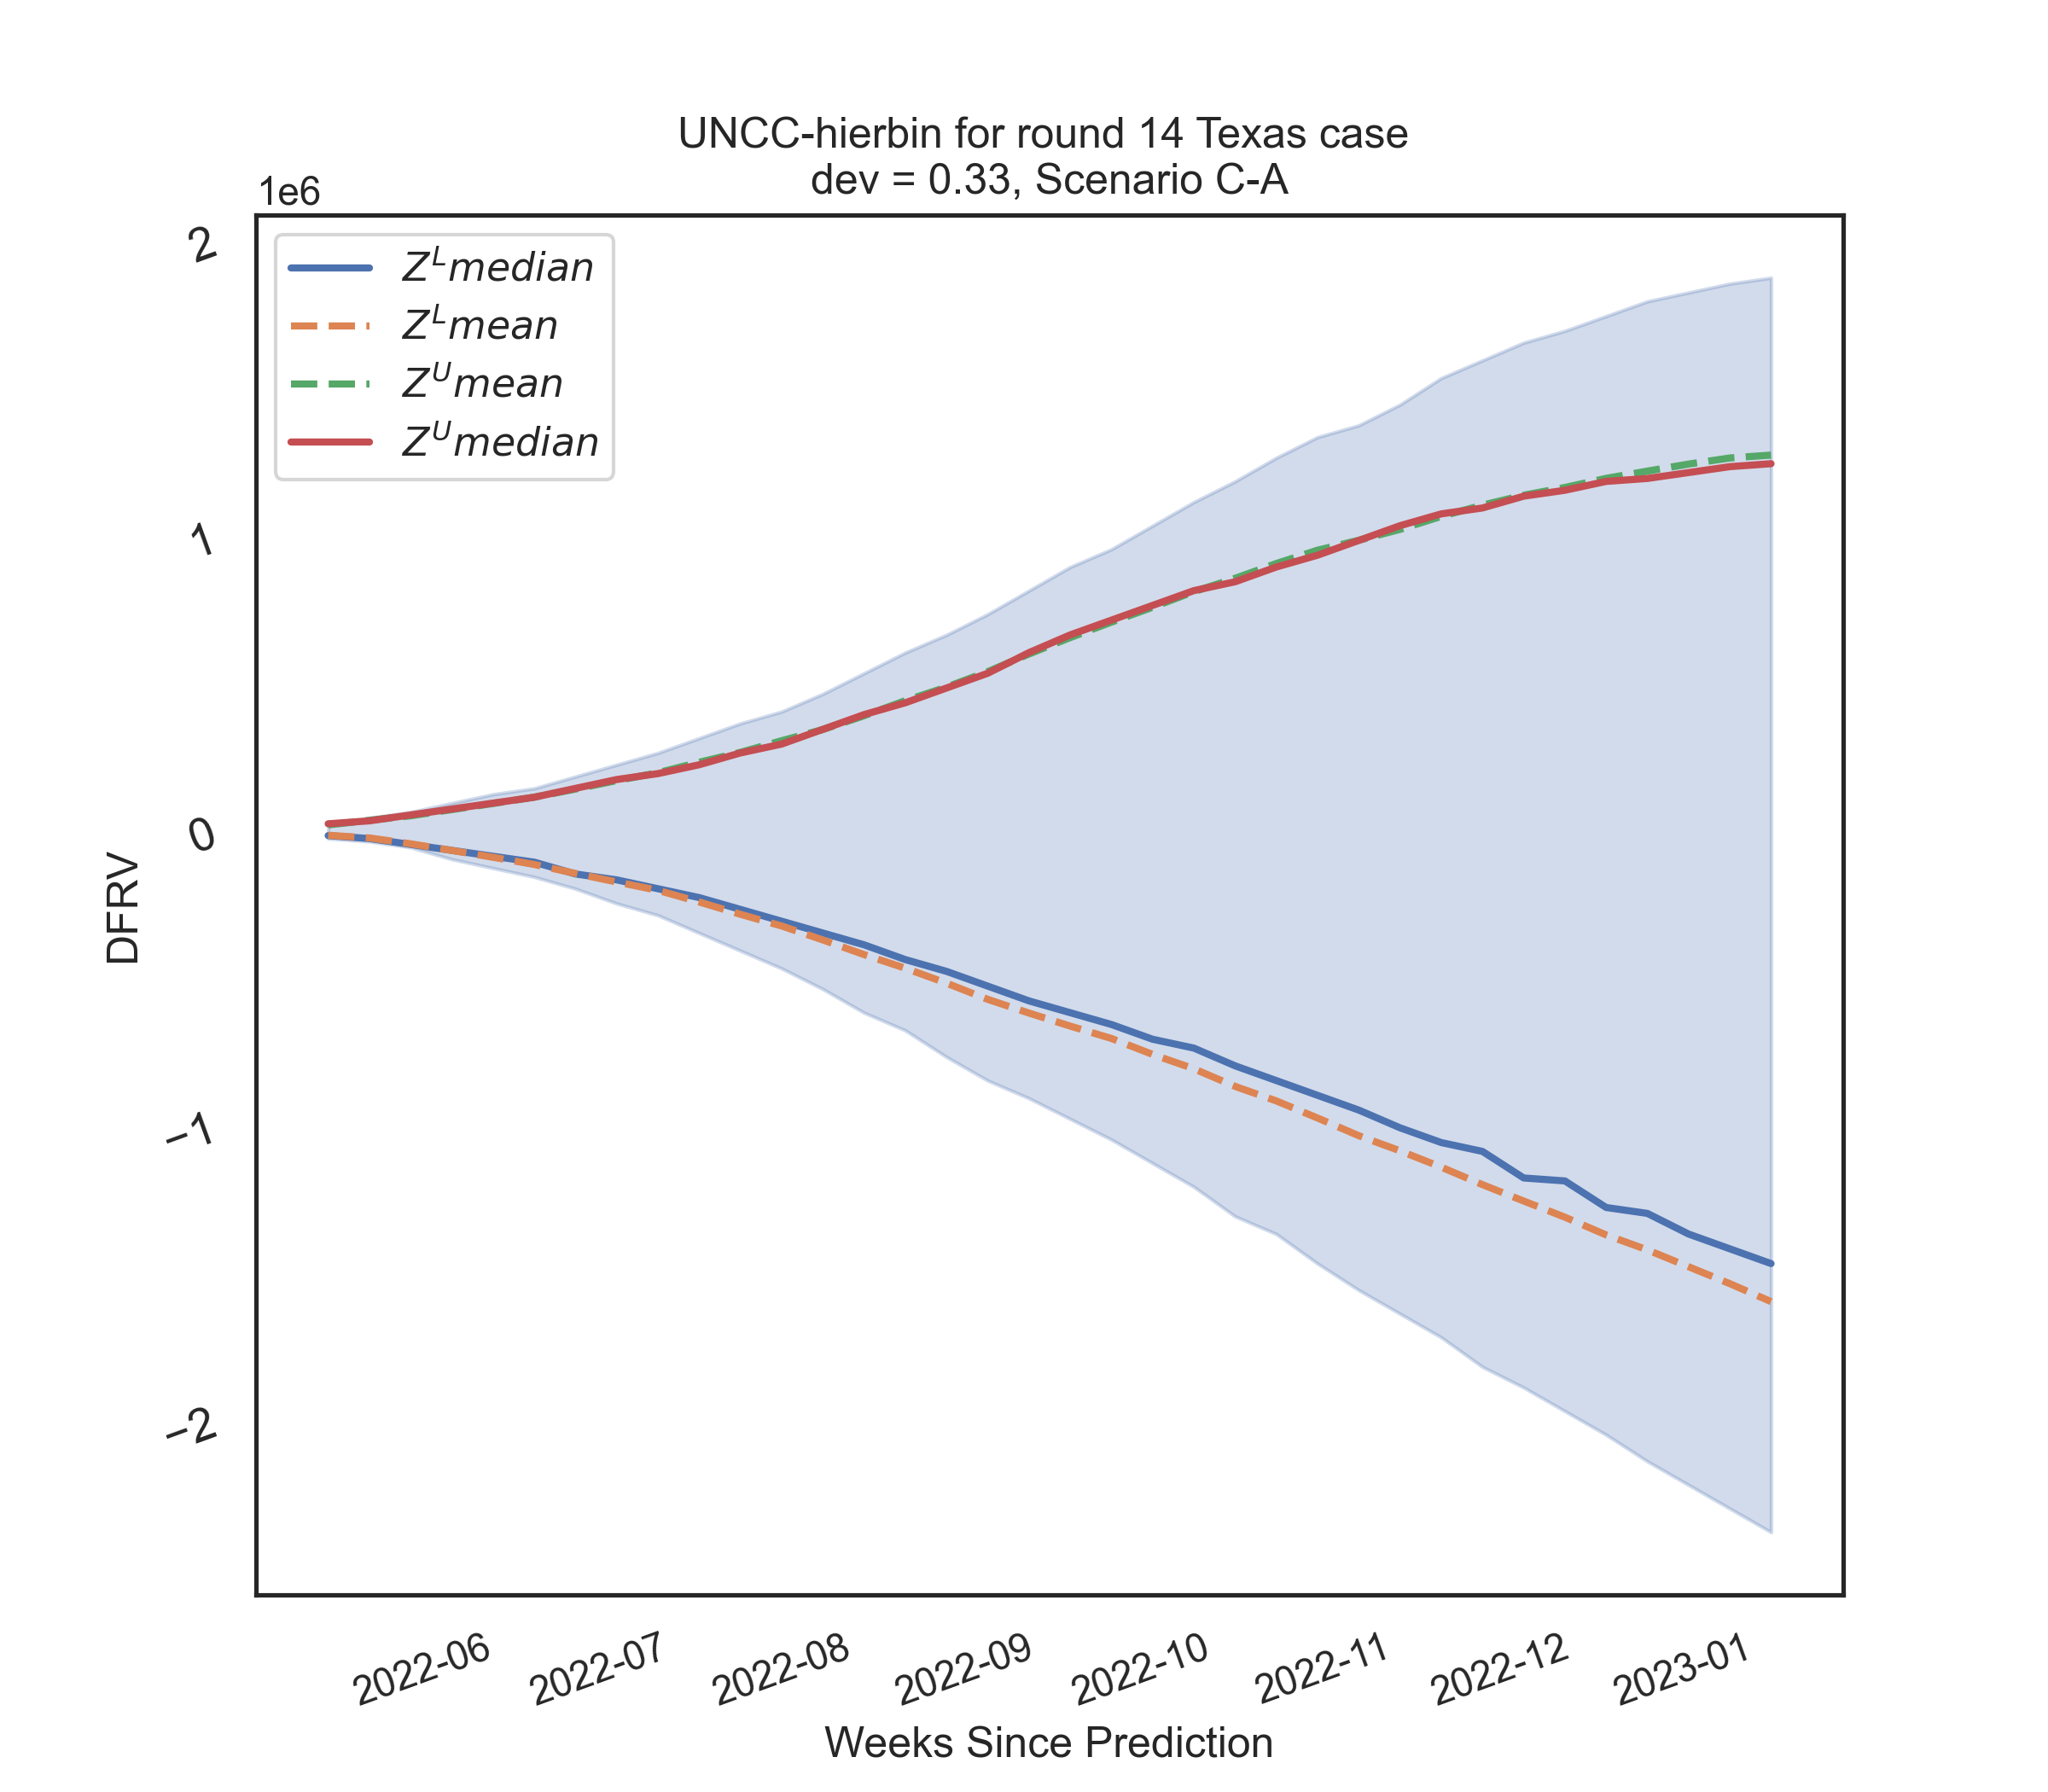 UNCC-hierbin for round 14 Texas case
dev = 0.33, Scenario C-A
1e6
2
1
0
−1
−2
DFRV
Z^L median
Z^L mean
Z^U mean
Z^U median
2022-06
2022-07
2022-08
2022-09
2022-10
2022-11
2022-12
2023-01
Weeks Since Prediction